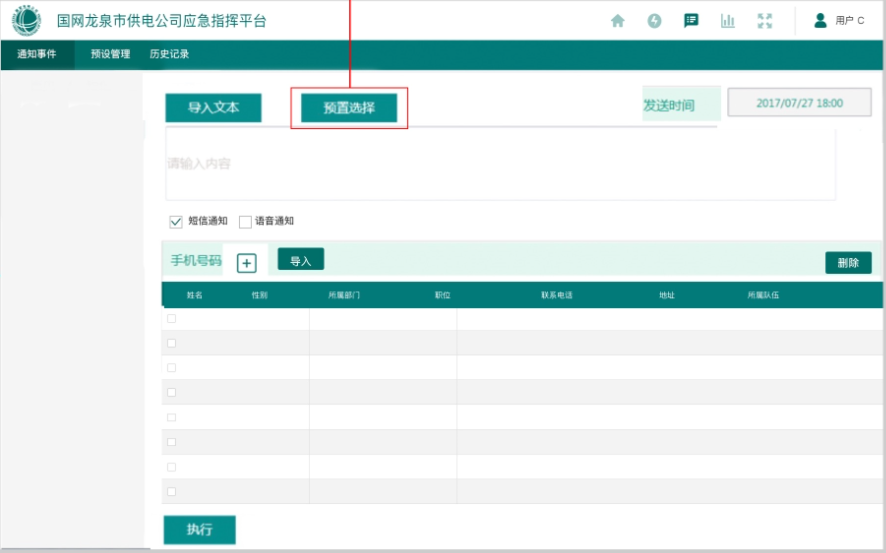 国网龙泉市供电公司应急指挥平台
用户 C
通知事件 预设管理 历史记录
导入文本 预置选择 发送时间 2017/07/27 18:00
请输入内容
短信通知 语音通知
手机号码 + 导入 删除
姓名 性别 所属部门 职位 联系电话 地址 所属队伍
执行